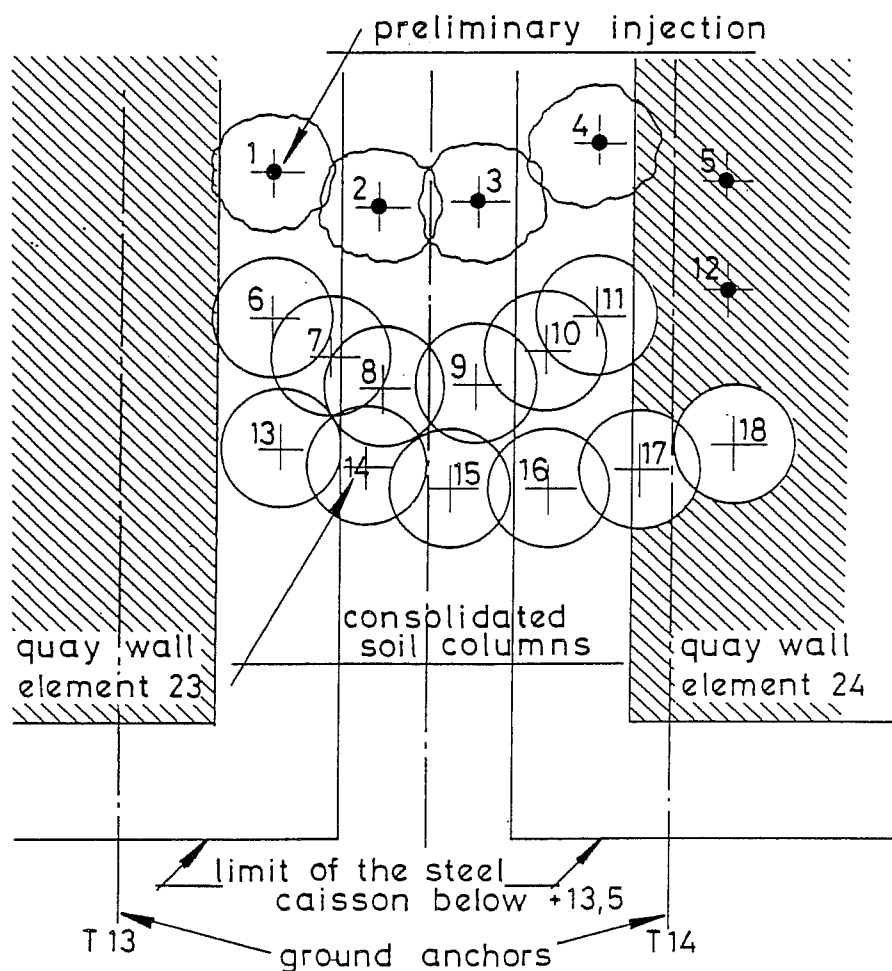 preliminary injection
1
2
3
4
5
12
6
7
8
9
10
11
13
14
15
16
17
18
consolidated
soil columns
quay wall
element 23
quay wall
element 24
limit of the steel
caisson below +13,5
T 13
ground anchors
T14